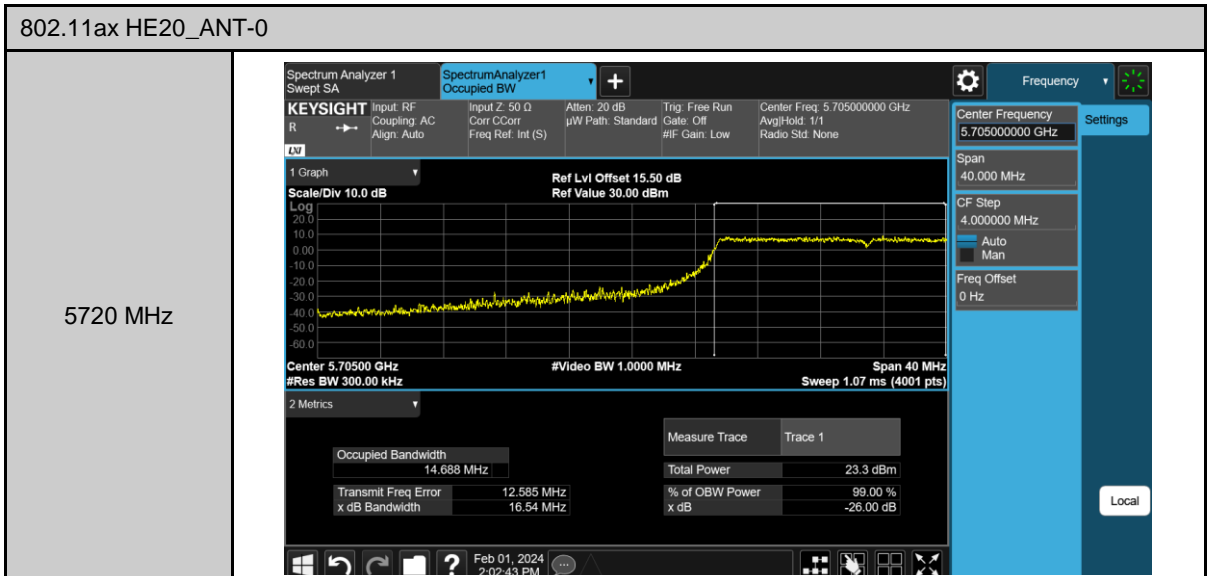 802.11ax HE20_ANT-0
5720 MHz
Spectrum Analyzer 1
Swept SA
SpectrumAnalyzer1
Occupied BW
Frequency
KEYSIGHT
R
LXI
Input: RF
Coupling: AC
Align: Auto
Input Z: 50 Ω
Corr CCorr
Freq Ref: Int (S)
Atten: 20 dB
µW Path: Standard
Trig: Free Run
Gate: Off
#IF Gain: Low
Center Freq: 5.705000000 GHz
Avg|Hold: 1/1
Radio Std: None
1 Graph
Scale/Div 10.0 dB
Ref Lvl Offset 15.50 dB
Ref Value 30.00 dBm
Log
20.0
10.0
0.00
-10.0
-20.0
-30.0
-40.0
-50.0
-60.0
Center 5.70500 GHz
#Res BW 300.00 kHz
#Video BW 1.0000 MHz
Span 40 MHz
Sweep 1.07 ms (4001 pts)
2 Metrics
Measure Trace Trace 1
Occupied Bandwidth
14.688 MHz
Total Power 23.3 dBm
Transmit Freq Error 12.585 MHz
% of OBW Power 99.00 %
x dB Bandwidth 16.54 MHz
x dB -26.00 dB
Feb 01, 2024
2:02:43 PM
Center Frequency
5.705000000 GHz
Settings
Span
40.000 MHz
CF Step
4.000000 MHz
Auto
Man
Freq Offset
0 Hz
Local